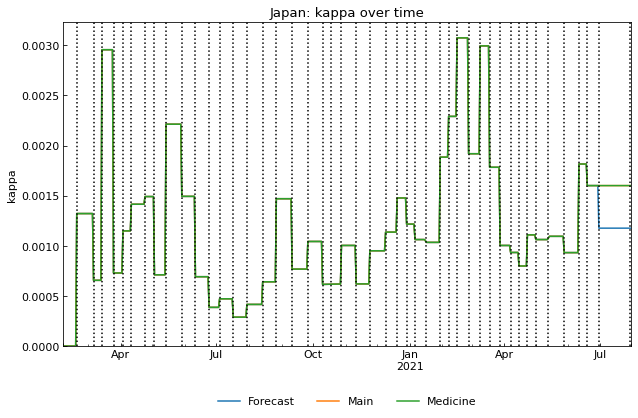 Japan: kappa over time
kappa
0.0030
0.0025
0.0020
0.0015
0.0010
0.0005
0.0000
Apr Jul Oct Jan Apr Jul
2021
Forecast Main Medicine